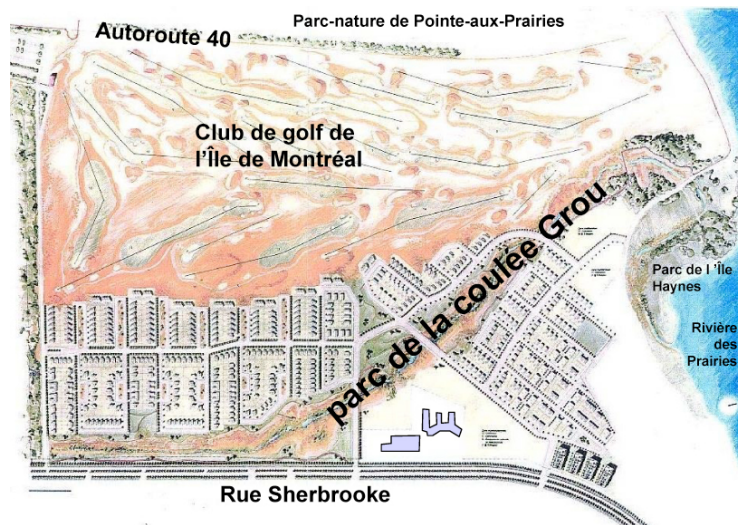 Parc-nature de Pointe-aux-Prairies
Autoroute 40
Club de golf de
l'Île de Montréal
parc de la coulée Grou
Parc de l 'Île
Haynes
Rivière
des
Prairies
Rue Sherbrooke